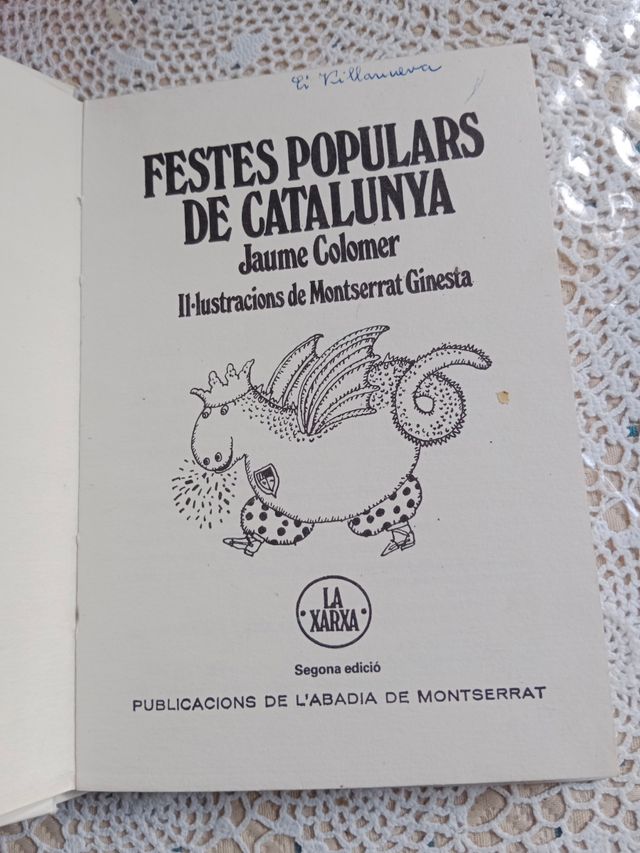 Villanueva
FESTES POPULARS
DE CATALUNYA
Jaume Colomer
Il·lustracions de Montserrat Ginesta
LA
XARXA
Segona edició
PUBLICACIONS DE L'ABADIA DE MONTSERRAT